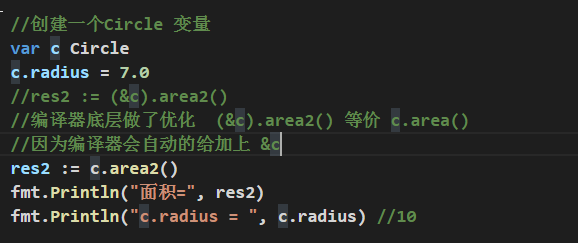 //创建一个Circle 变量
var c Circle
c.radius = 7.0
//res2 := (&c).area2()
//编译器底层做了优化  (&c).area2() 等价 c.area()
//因为编译器会自动的给加上 &c
res2 := c.area2()
fmt.Println("面积=", res2)
fmt.Println("c.radius = ", c.radius) //10